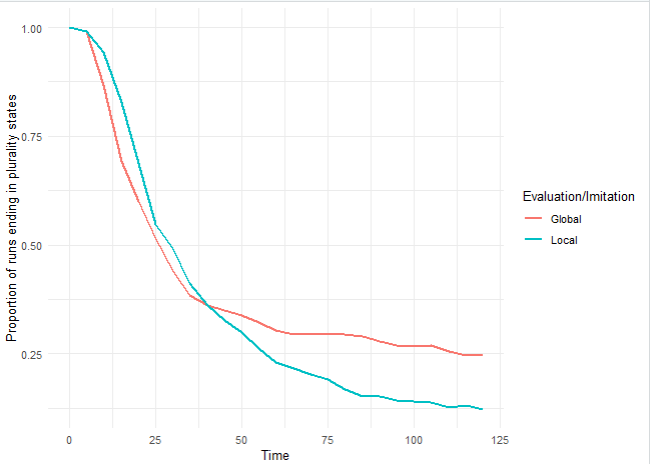 Proportion of runs ending in plurality states
1.00
0.75
0.50
0.25
0
25
50
75
100
125
Time
Evaluation/Imitation
Global
Local